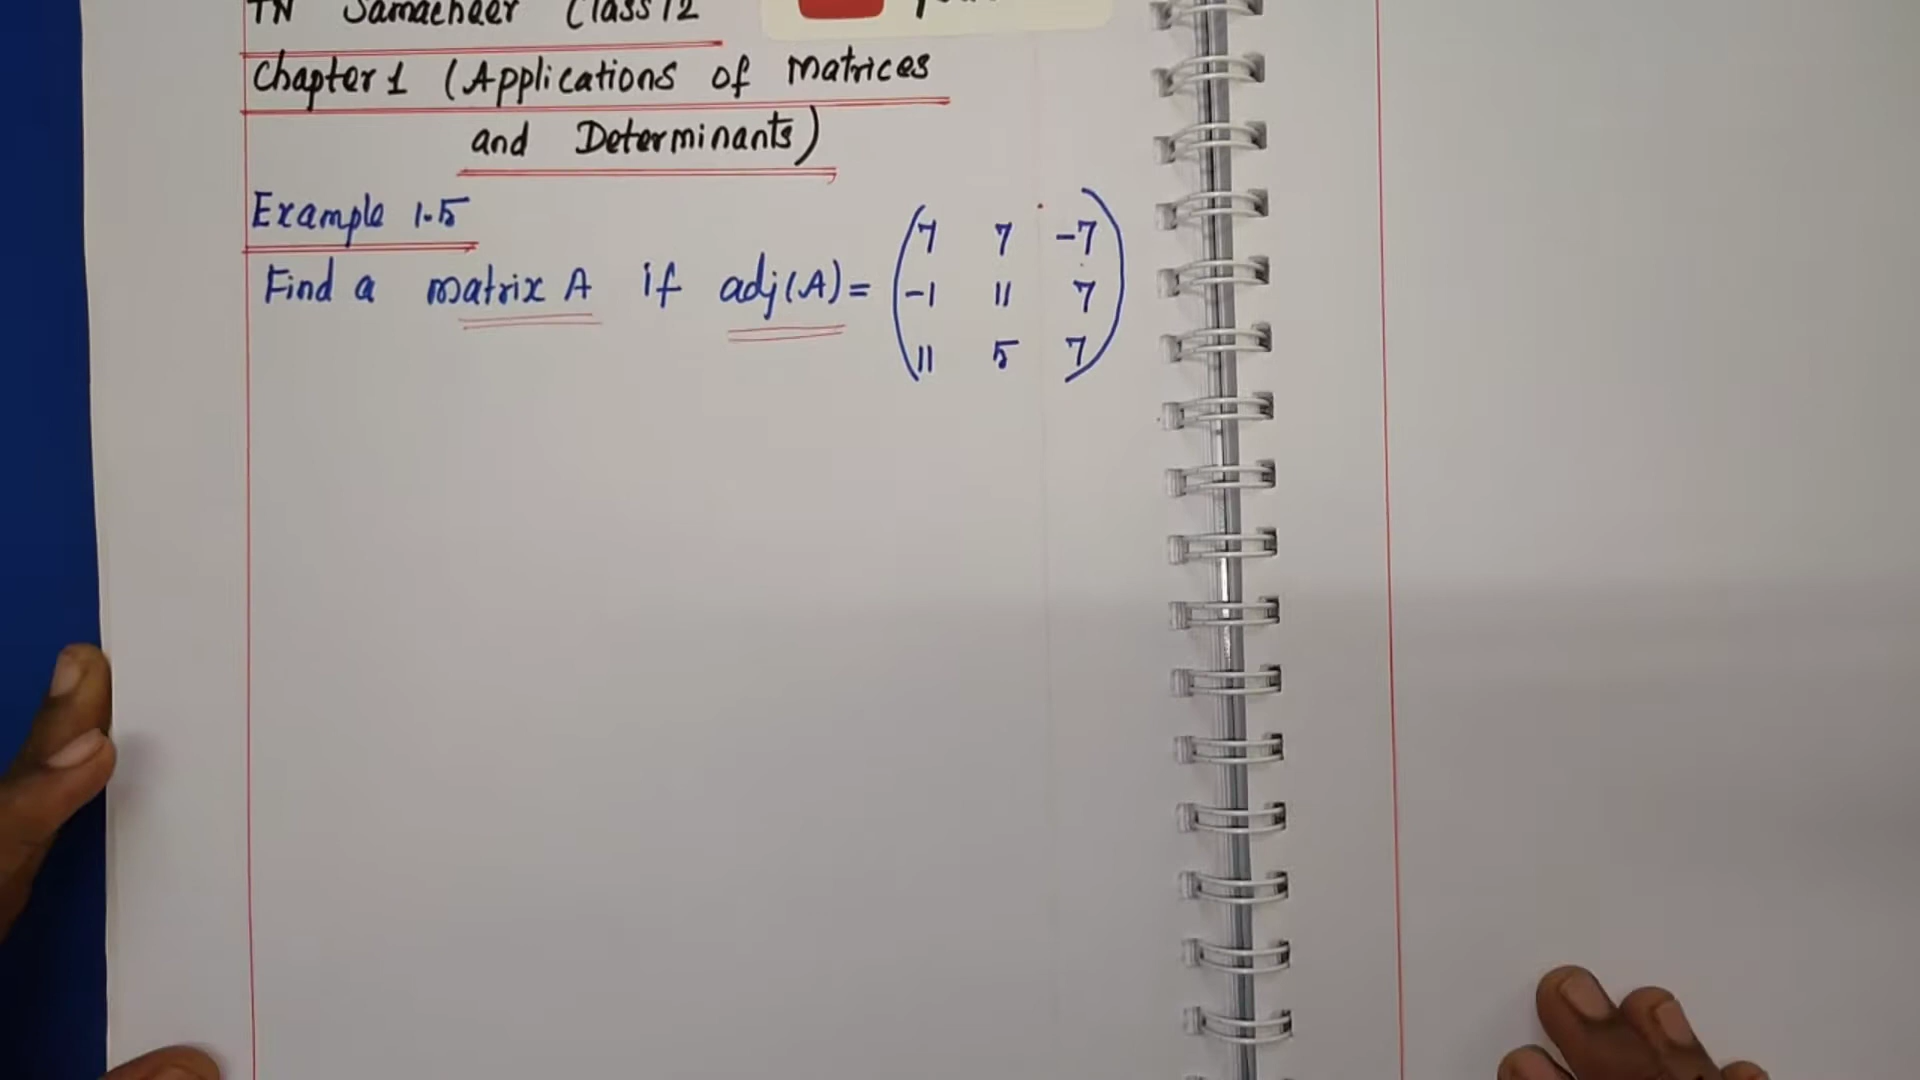 TN Samacheer Class 12
Chapter 1 (Applications of Matrices
and Determinants)
Example 1.5
Find a matrix A if adj(A) =
7 7 -7
-1 11 7
11 5 7